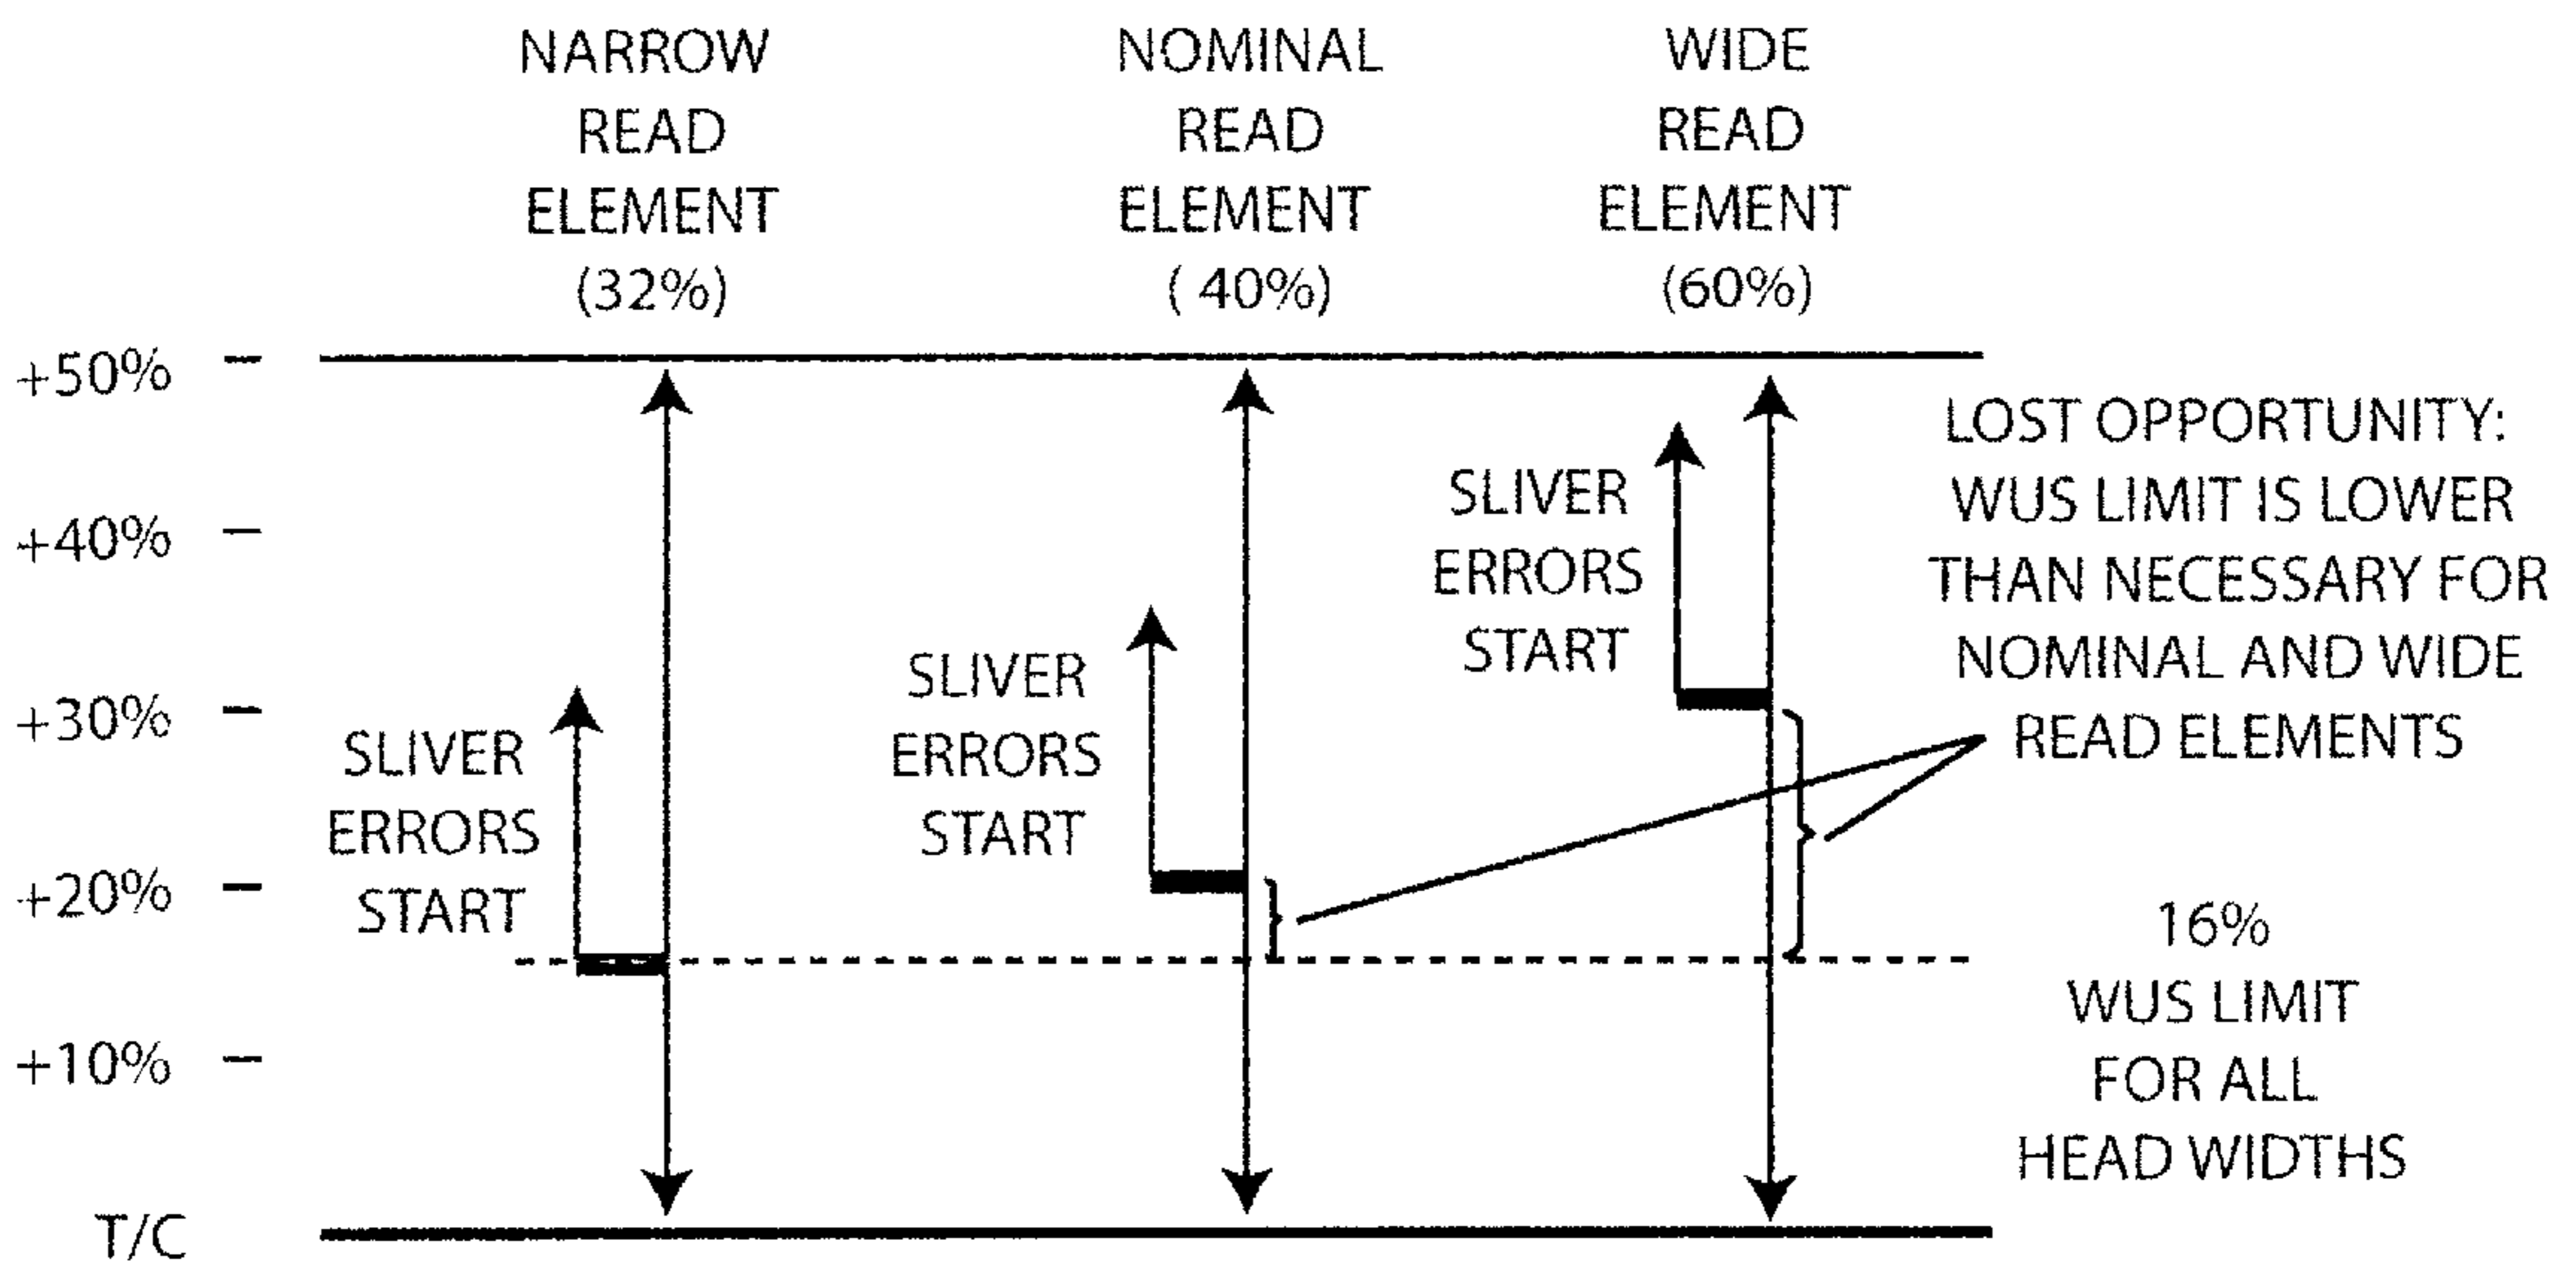 NARROW
READ
ELEMENT
(32%)
NOMINAL
READ
ELEMENT
( 40%)
WIDE
READ
ELEMENT
(60%)
+50%
+40%
+30%
+20%
+10%
T/C
SLIVER
ERRORS
START
SLIVER
ERRORS
START
SLIVER
ERRORS
START
LOST OPPORTUNITY:
WUS LIMIT IS LOWER
THAN NECESSARY FOR
NOMINAL AND WIDE
READ ELEMENTS
16%
WUS LIMIT
FOR ALL
HEAD WIDTHS